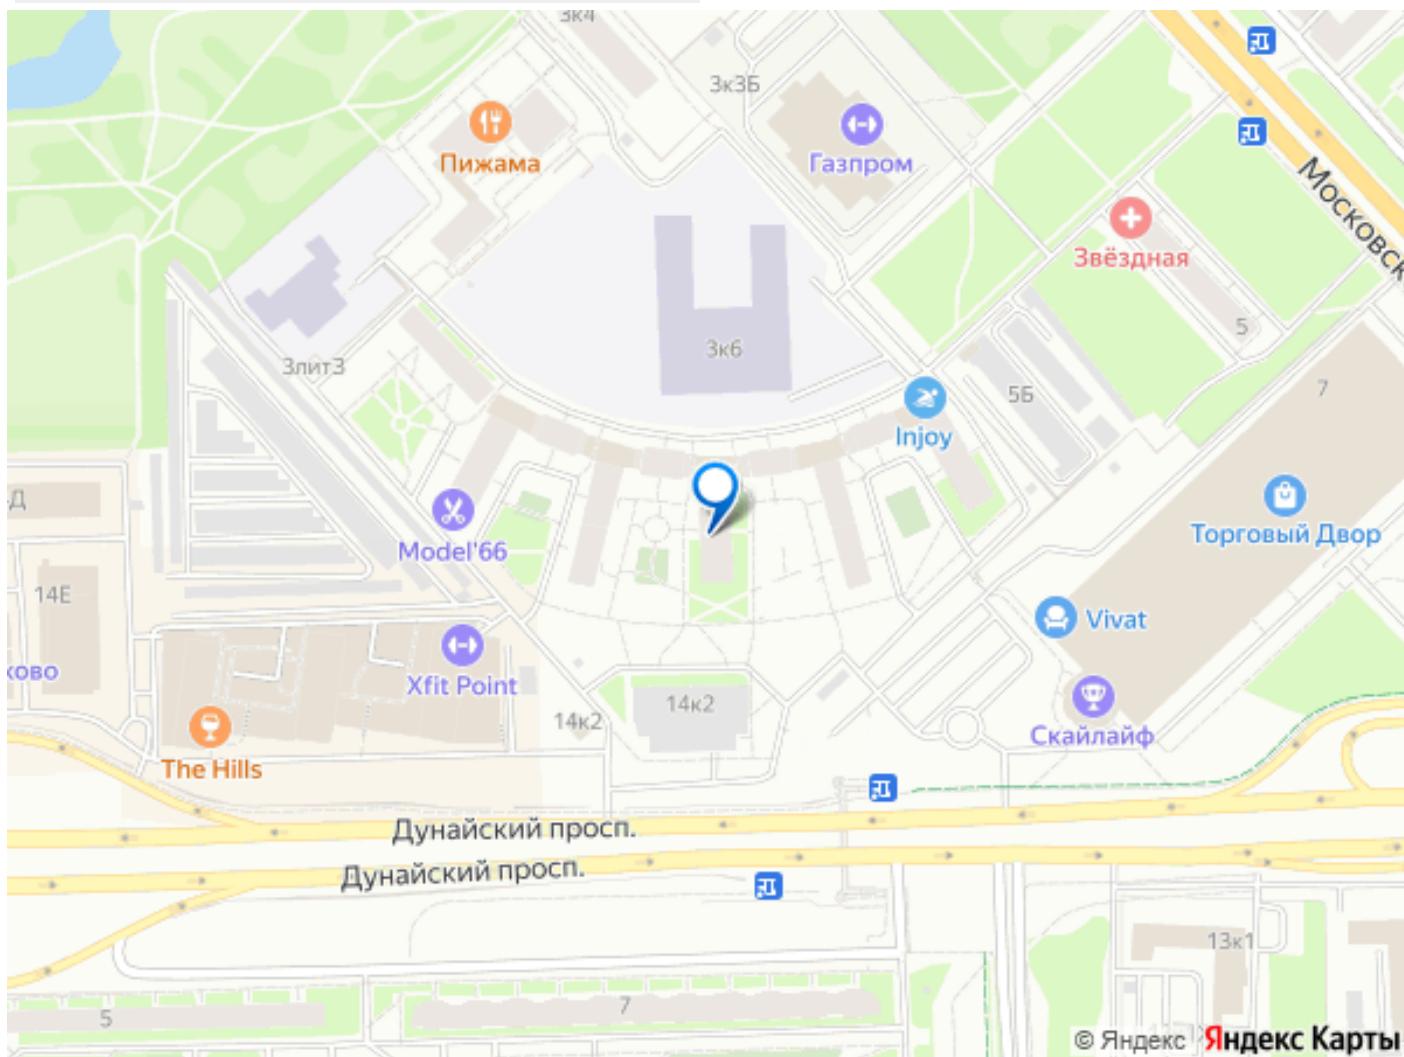 3к4
3к3Б
Пижама
Газпром
Московск
Звёздная
5
3к6
3литЗ
7
5Б
Injoy
Д
Торговый Двор
Model'66
14Е
Vivat
ково
Xfit Point
14к2
14к2
Скайлайф
The Hills
Дунайский просп.
Дунайский просп.
13к1
7
5
© Яндекс Яндекс Карты